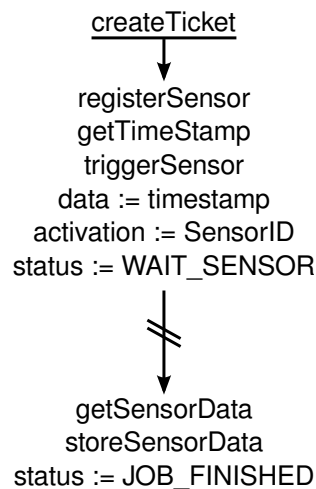 createTicket
registerSensor
getTimeStamp
triggerSensor
data := timestamp
activation := SensorID
status := WAIT_SENSOR
getSensorData
storeSensorData
status := JOB_FINISHED